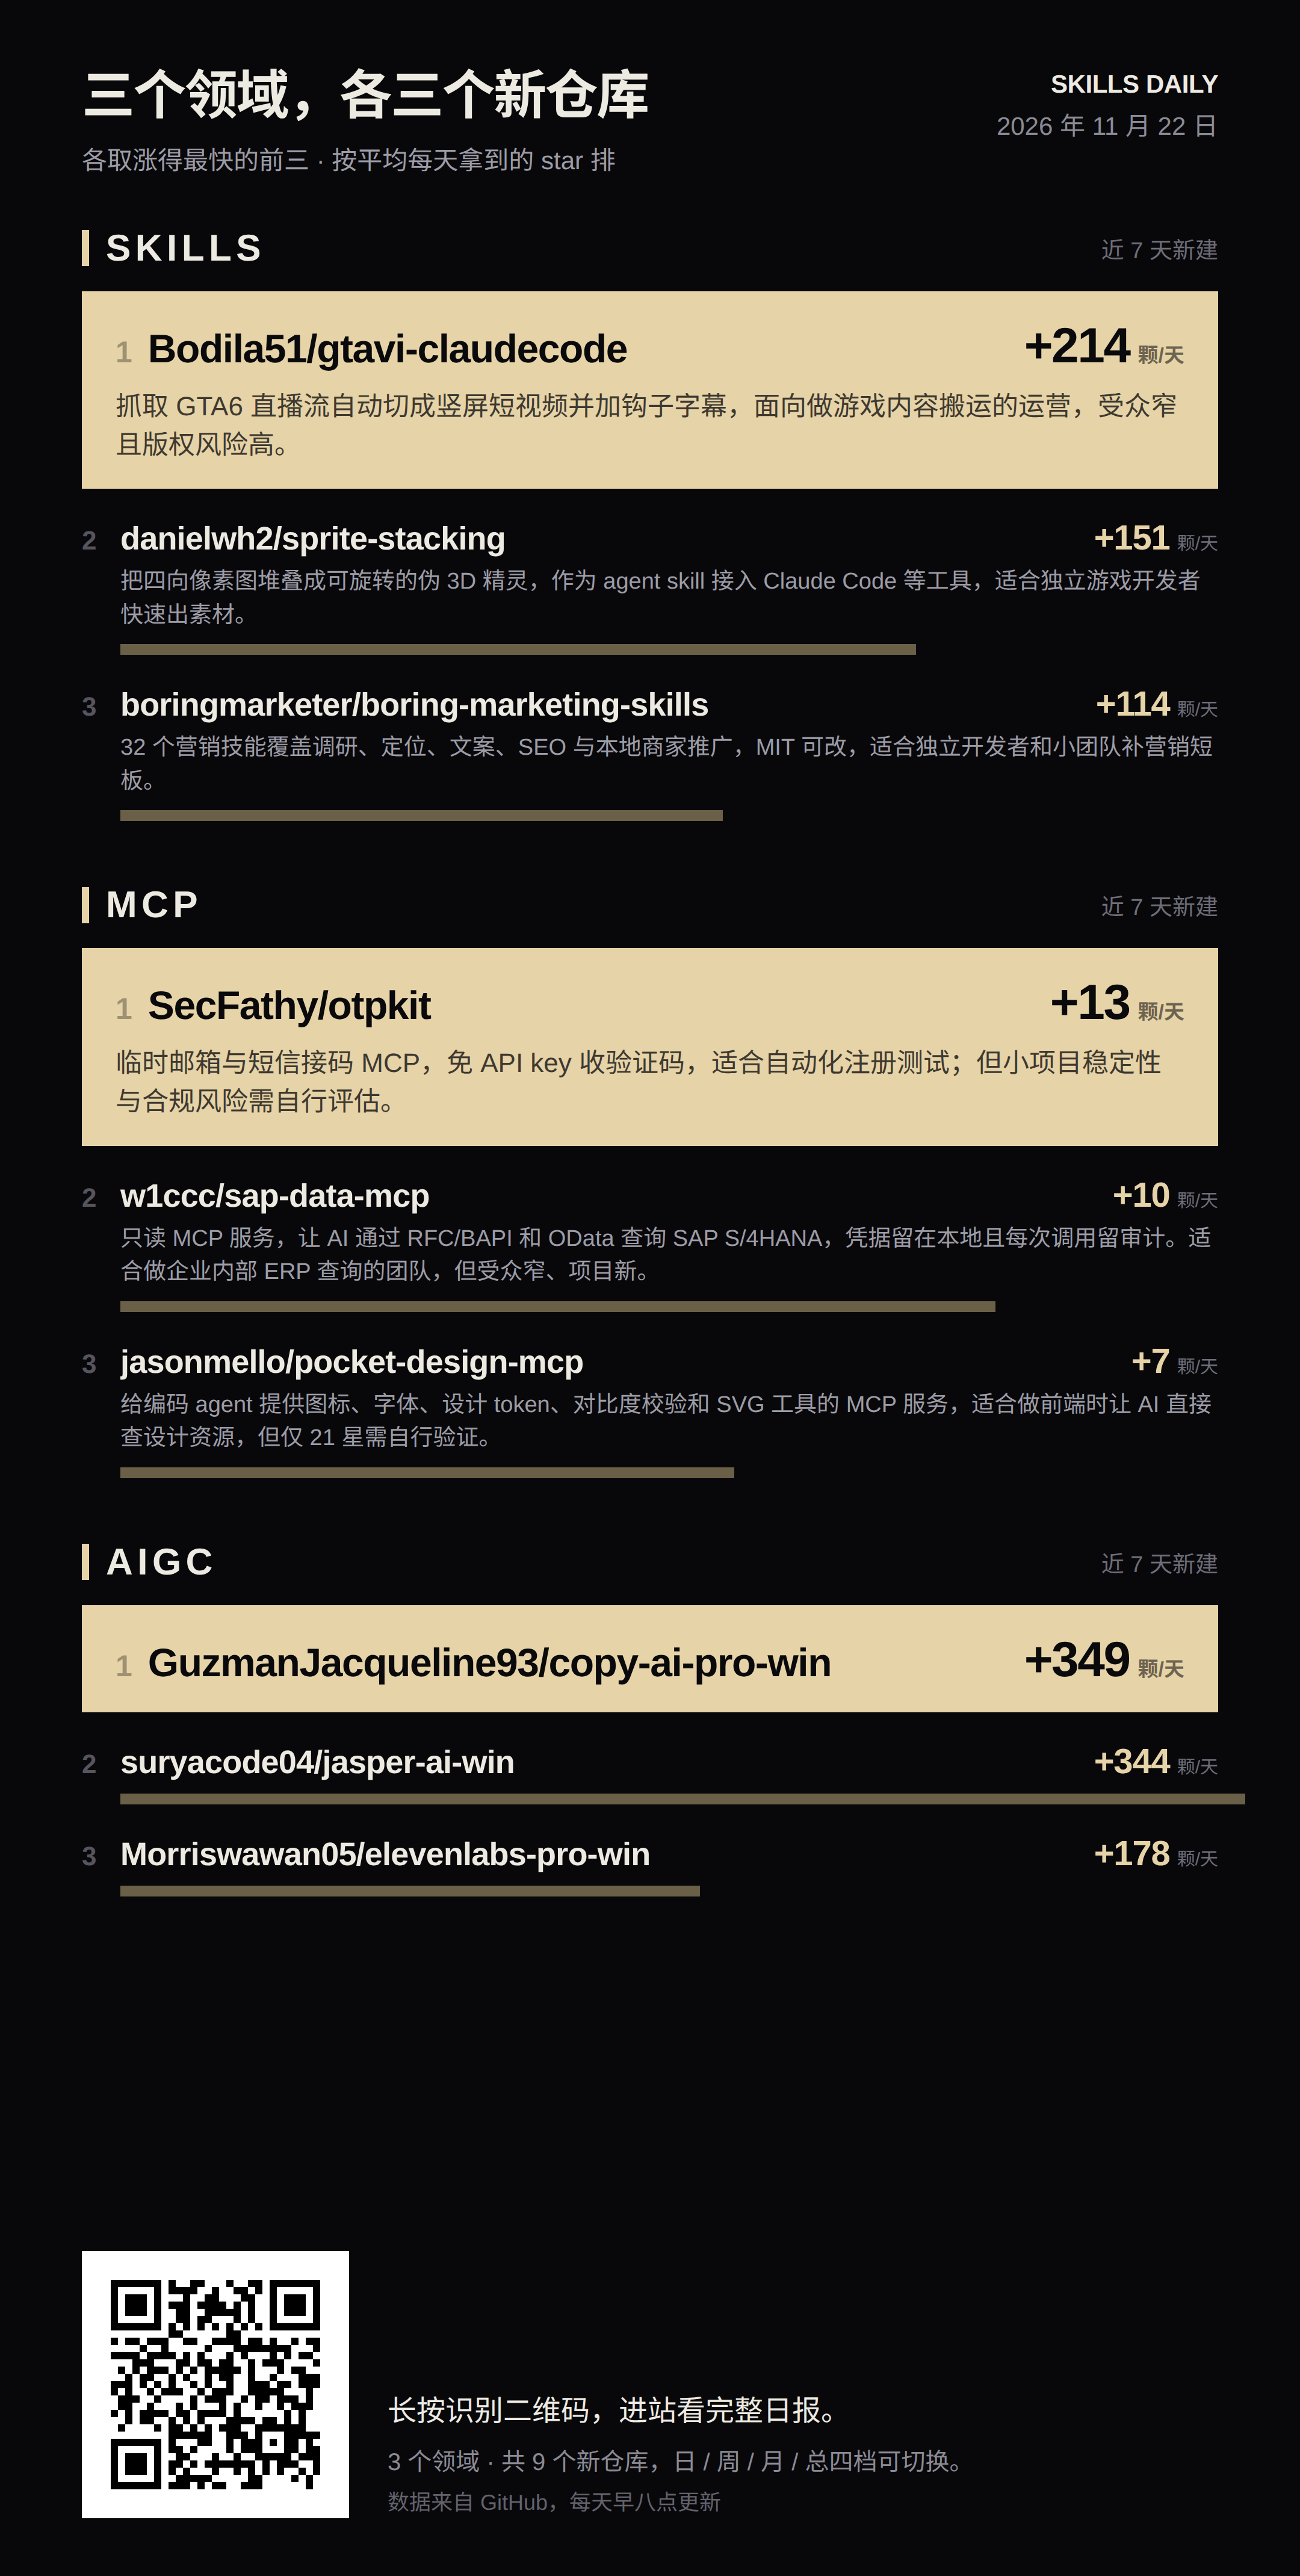 三个领域，各三个新仓库
SKILLS DAILY
2026 年 11 月 22 日
各取涨得最快的前三 · 按平均每天拿到的 star 排
SKILLS
近 7 天新建
1 Bodila51/gtavi-claudecode +214 颗/天
抓取 GTA6 直播流自动切成竖屏短视频并加钩子字幕，面向做游戏内容搬运的运营，受众窄
且版权风险高。
2 danielwh2/sprite-stacking +151 颗/天
把四向像素图堆叠成可旋转的伪 3D 精灵，作为 agent skill 接入 Claude Code 等工具，适合独立游戏开发者
快速出素材。
3 boringmarketer/boring-marketing-skills +114 颗/天
32 个营销技能覆盖调研、定位、文案、SEO 与本地商家推广，MIT 可改，适合独立开发者和小团队补营销短
板。
MCP
近 7 天新建
1 SecFathy/otpkit +13 颗/天
临时邮箱与短信接码 MCP，免 API key 收验证码，适合自动化注册测试；但小项目稳定性
与合规风险需自行评估。
2 w1ccc/sap-data-mcp +10 颗/天
只读 MCP 服务，让 AI 通过 RFC/BAPI 和 OData 查询 SAP S/4HANA，凭据留在本地且每次调用留审计。适
合做企业内部 ERP 查询的团队，但受众窄、项目新。
3 jasonmello/pocket-design-mcp +7 颗/天
给编码 agent 提供图标、字体、设计 token、对比度校验和 SVG 工具的 MCP 服务，适合做前端时让 AI 直接
查设计资源，但仅 21 星需自行验证。
AIGC
近 7 天新建
1 GuzmanJacqueline93/copy-ai-pro-win +349 颗/天
2 suryacode04/jasper-ai-win +344 颗/天
3 Morriswawan05/elevenlabs-pro-win +178 颗/天
长按识别二维码，进站看完整日报。
3 个领域 · 共 9 个新仓库，日 / 周 / 月 / 总四档可切换。
数据来自 GitHub，每天早八点更新